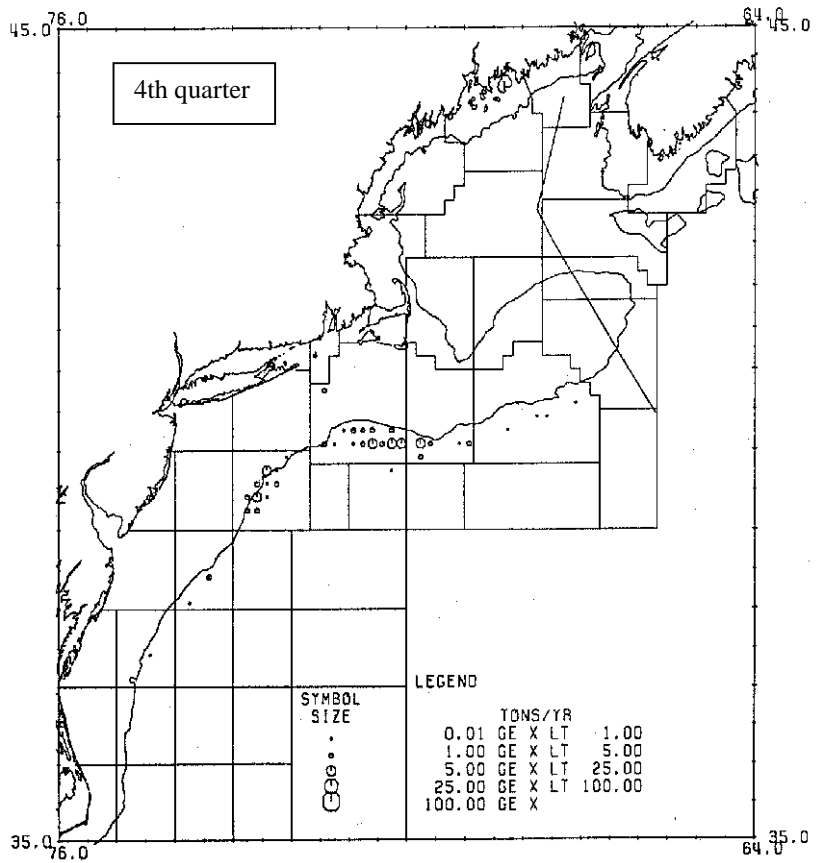 76.0 64.0
45.0 45.0
4th quarter
LEGEND
SYMBOL SIZE
TONS/YR
0.01 GE X LT 1.00
1.00 GE X LT 5.00
5.00 GE X LT 25.00
25.00 GE X LT 100.00
100.00 GE X
35.0 35.0
76.0 64.0